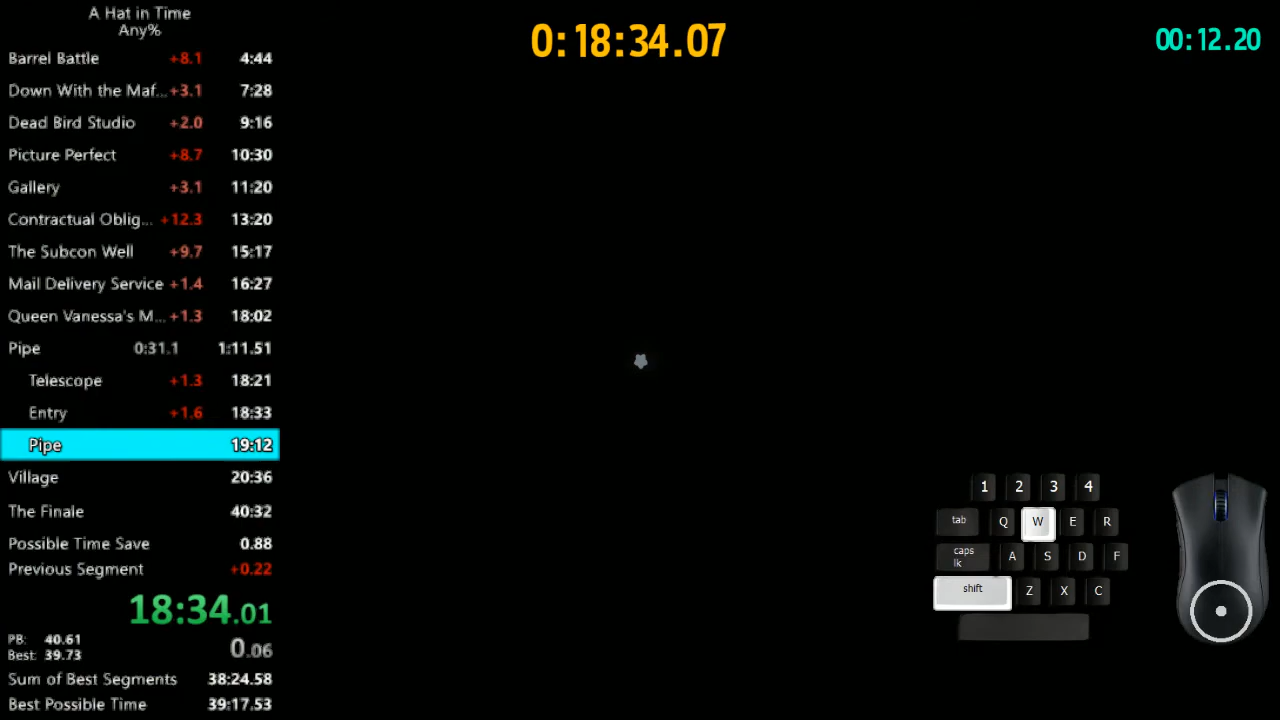 A Hat in Time
Any%
0:18:34.07
00:12.20
Barrel Battle +8.1 4:44
Down With the Maf... +3.1 7:28
Dead Bird Studio +2.0 9:16
Picture Perfect +8.7 10:30
Gallery +3.1 11:20
Contractual Oblig... +12.3 13:20
The Subcon Well +9.7 15:17
Mail Delivery Service +1.4 16:27
Queen Vanessa's M... +1.3 18:02
Pipe 0:31.1 1:11.51
Telescope +1.3 18:21
Entry +1.6 18:33
Pipe 19:12
Village 20:36
The Finale 40:32
Possible Time Save 0.88
Previous Segment +0.22
18:34.01
PB: 40.61
Best: 39.73
0.06
Sum of Best Segments 38:24.58
Best Possible Time 39:17.53
1 2 3 4
tab Q W E R
caps lk A S D F
shift Z X C